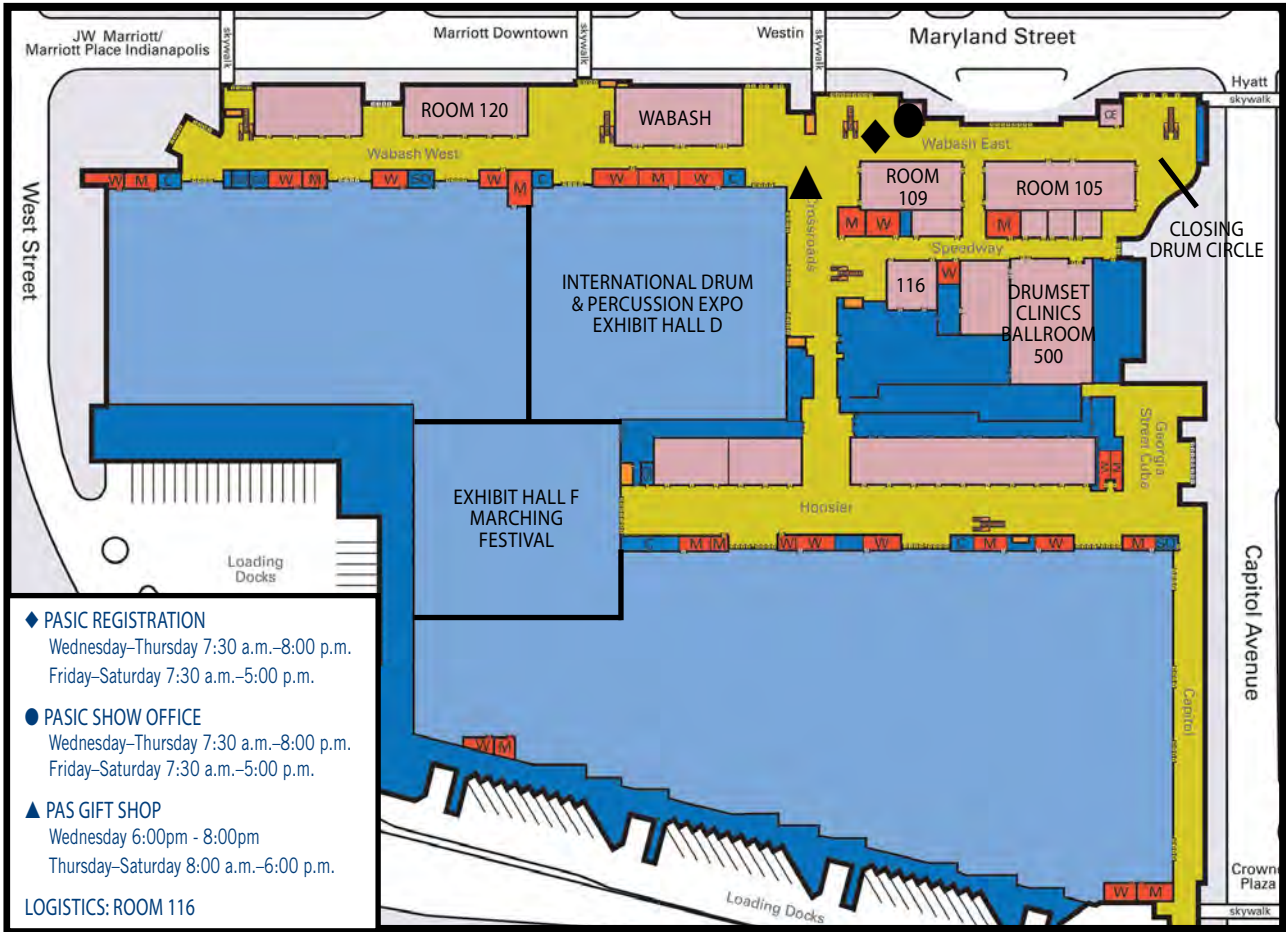 JW Marriott/
Marriott Place Indianapolis
skywalk
Marriott Downtown
skywalk
Westin
skywalk
Maryland Street
Hyatt
skywalk
ROOM 120
WABASH
CE
Wabash West
Wabash East
W M C
W M
W SO
W M C
W M W C
ROOM
109
ROOM 105
West Street
Crossroads
M W
M
Speedway
CLOSING
DRUM CIRCLE
INTERNATIONAL DRUM
& PERCUSSION EXPO
EXHIBIT HALL D
116
W
DRUMSET
CLINICS
BALLROOM
500
Georgia
Street Cuba
W M
EXHIBIT HALL F
MARCHING
FESTIVAL
Hoosier
C M M
W W
W
C M
W
M SO
Loading
Docks
Capitol Avenue
Capitol
◆ PASIC REGISTRATION
Wednesday–Thursday 7:30 a.m.–8:00 p.m.
Friday–Saturday 7:30 a.m.–5:00 p.m.
● PASIC SHOW OFFICE
Wednesday–Thursday 7:30 a.m.–8:00 p.m.
Friday–Saturday 7:30 a.m.–5:00 p.m.
▲ PAS GIFT SHOP
Wednesday 6:00pm - 8:00pm
Thursday–Saturday 8:00 a.m.–6:00 p.m.
LOGISTICS: ROOM 116
W M
Loading Docks
W M
Crowne
Plaza
skywalk